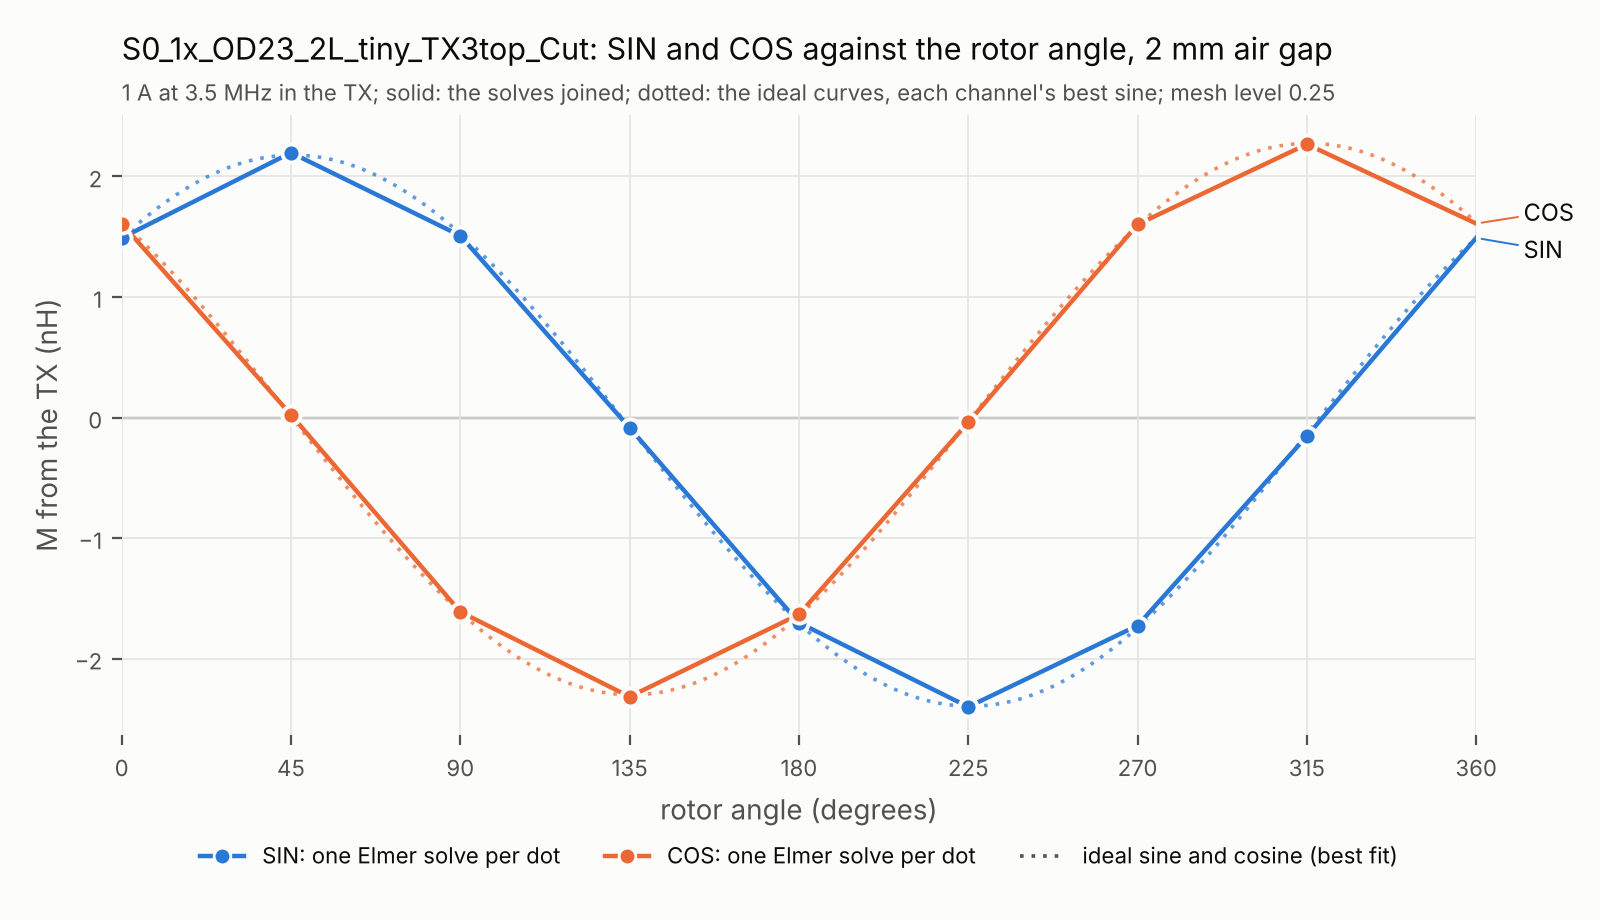 S0_1x_OD23_2L_tiny_TX3top_Cut: SIN and COS against the rotor angle, 2 mm air gap
1 A at 3.5 MHz in the TX; solid: the solves joined; dotted: the ideal curves, each channel's best sine; mesh level 0.25
M from the TX (nH)
2
1
0
−1
−2
COS
SIN
0 45 90 135 180 225 270 315 360
rotor angle (degrees)
SIN: one Elmer solve per dot COS: one Elmer solve per dot ideal sine and cosine (best fit)